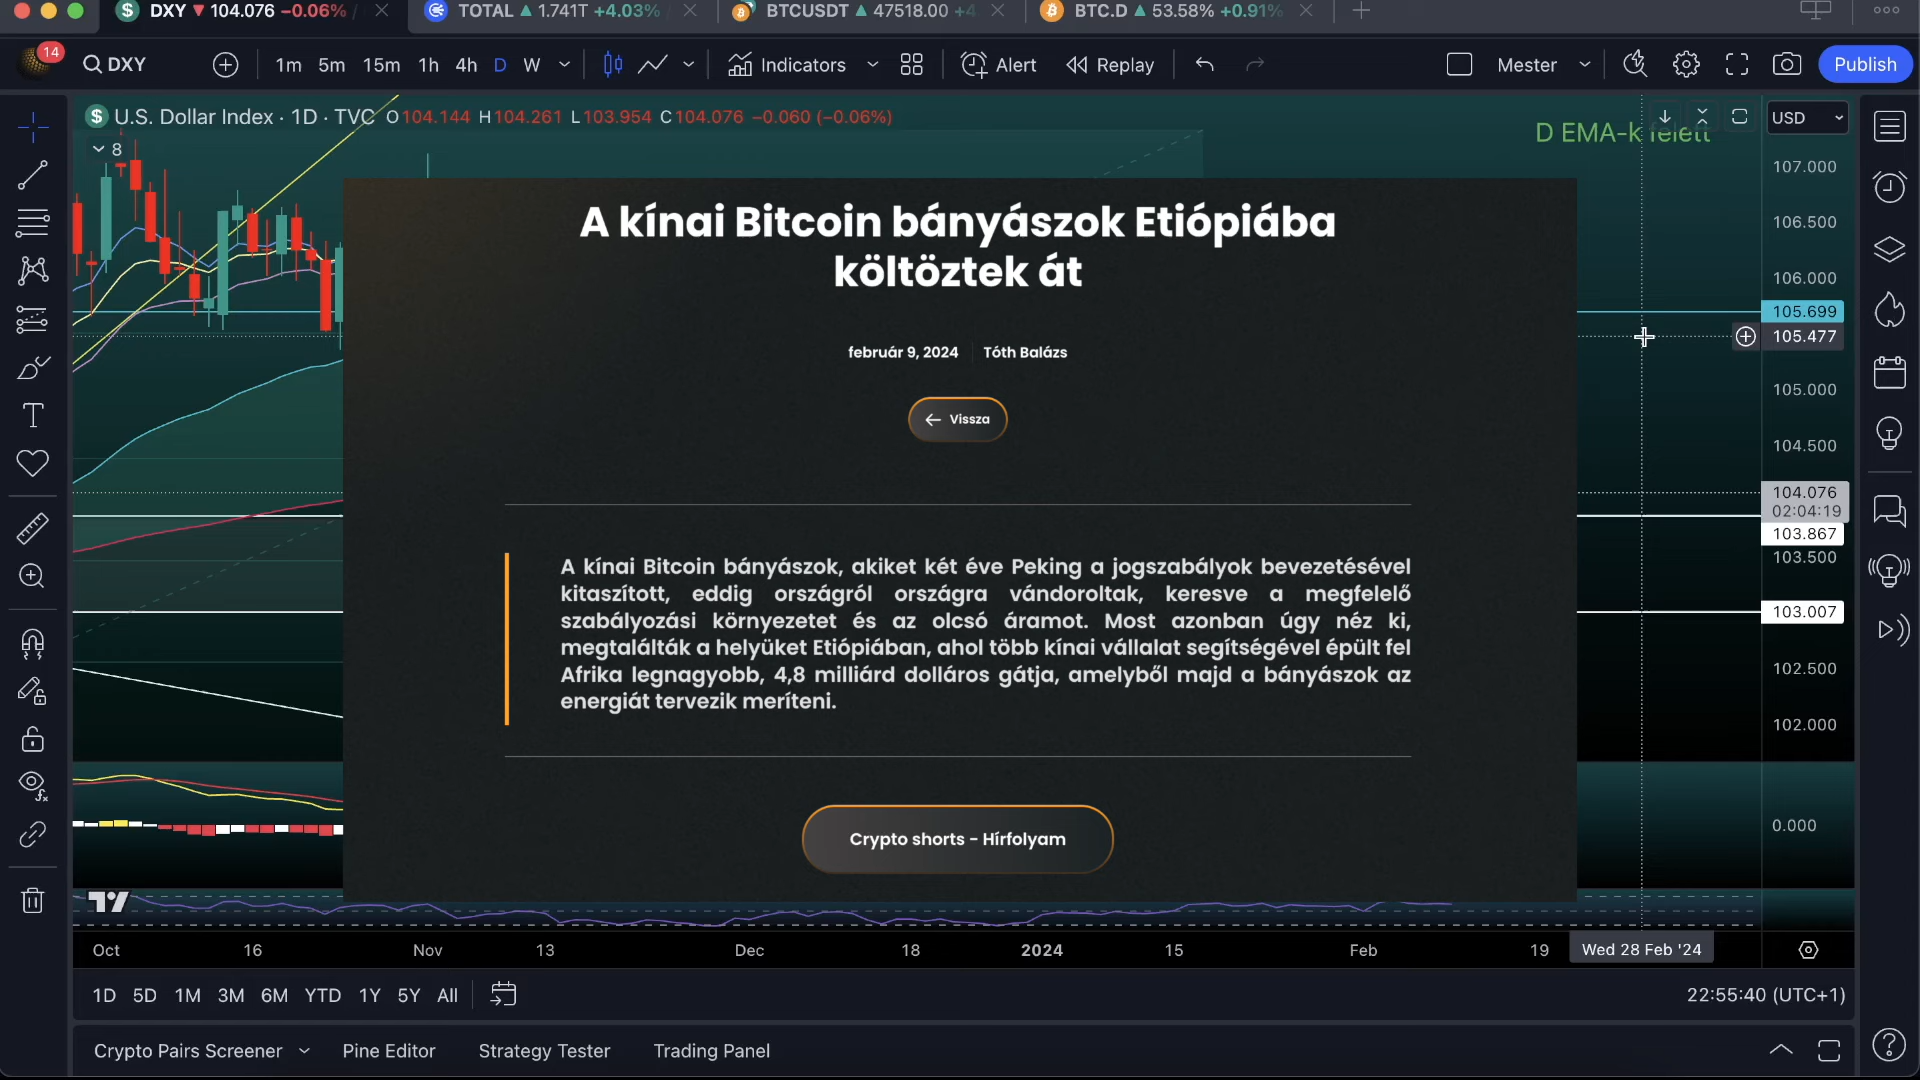 DXY ▼ 104.076 −0.06% /
TOTAL ▲ 1.741T +4.03% /
BTCUSDT ▲ 47518.00 +4
BTC.D ▲ 53.58% +0.91%
14
DXY
1m 5m 15m 1h 4h D W
Indicators
Alert
Replay
Mester
Publish
U.S. Dollar Index · 1D · TVC O104.144 H104.261 L103.954 C104.076 −0.060 (−0.06%)
8
D EMA-k felett
USD
107.000
106.500
106.000
105.699
105.477
105.000
104.500
104.076
02:04:19
103.867
103.500
103.007
102.500
102.000
0.000
A kínai Bitcoin bányászok Etiópiába
költöztek át
február 9, 2024 Tóth Balázs
← Vissza
A kínai Bitcoin bányászok, akiket két éve Peking a jogszabályok bevezetésével
kitaszított, eddig országról országra vándoroltak, keresve a megfelelő
szabályozási környezetet és az olcsó áramot. Most azonban úgy néz ki,
megtalálták a helyüket Etiópiában, ahol több kínai vállalat segítségével épült fel
Afrika legnagyobb, 4,8 milliárd dolláros gátja, amelyből majd a bányászok az
energiát tervezik meríteni.
Crypto shorts - Hírfolyam
Oct 16 Nov 13 Dec 18 2024 15 Feb 19 Wed 28 Feb '24
1D 5D 1M 3M 6M YTD 1Y 5Y All
22:55:40 (UTC+1)
Crypto Pairs Screener Pine Editor Strategy Tester Trading Panel